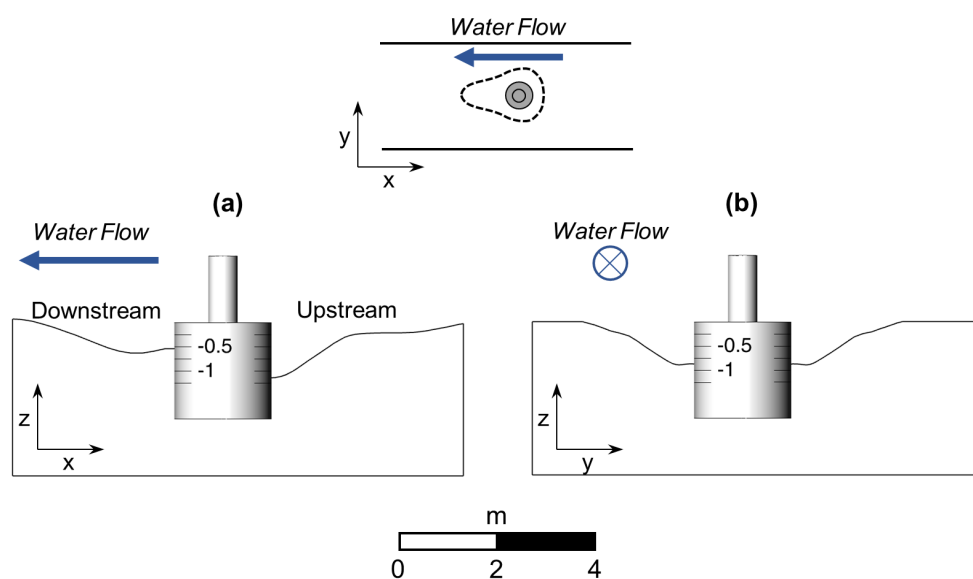 Water Flow
y
x
(a)
(b)
Water Flow
Water Flow
Downstream
Upstream
-0.5
-1
-0.5
-1
z
x
z
y
m
0 2 4